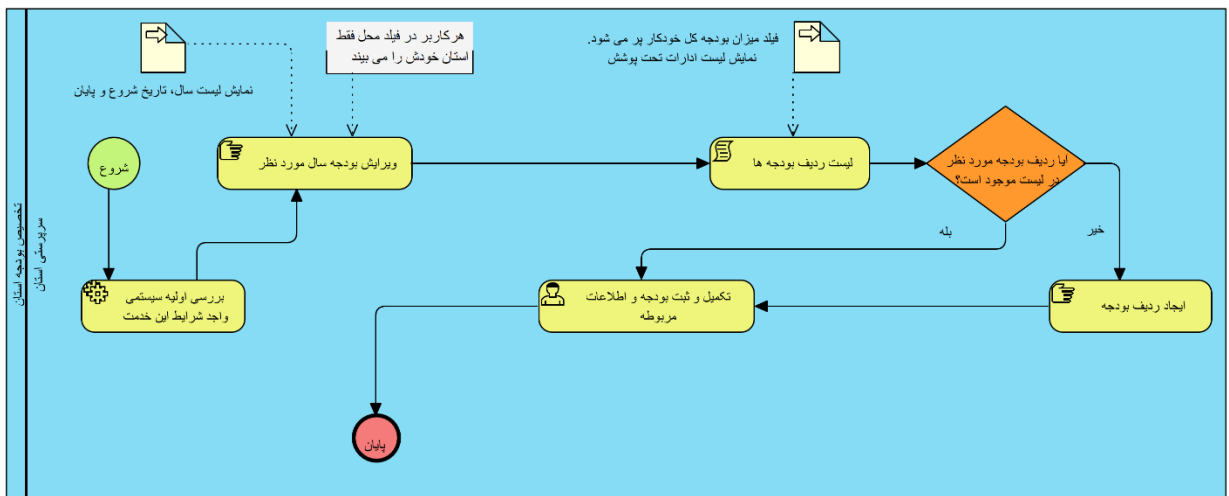 تخصیص بودجه استان
سرپرستی استان
نمایش لیست سال، تاریخ شروع و پایان
هرکاربر در فیلد محل فقط
استان خودش را می بیند
فیلد میزان بودجه کل خودکار پر می شود.
نمایش لیست ادارات تحت پوشش
شروع
ویرایش بودجه سال مورد نظر
لیست ردیف بودجه ها
ایا ردیف بودجه مورد نظر
در لیست موجود است؟
بله
خیر
بررسی اولیه سیستمی
واجد شرایط این خدمت
تکمیل و ثبت بودجه و اطلاعات
مربوطه
ایجاد ردیف بودجه
پایان